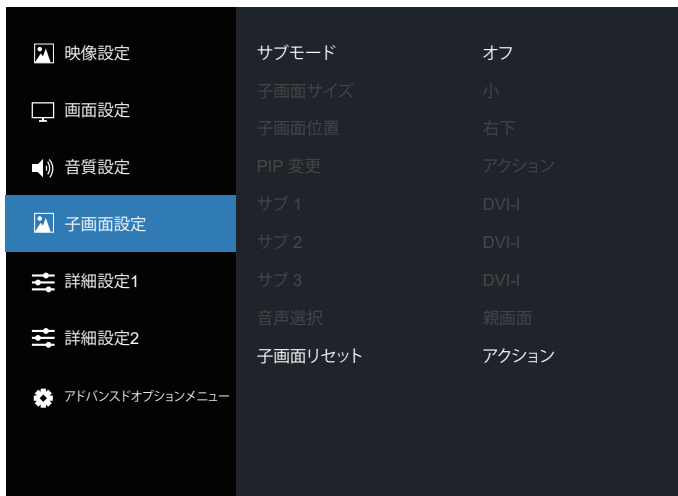 映像設定
画面設定
音質設定
子画面設定
詳細設定1
詳細設定2
アドバンスドオプションメニュー
サブモード オフ
子画面サイズ 小
子画面位置 右下
PIP 変更 アクション
サブ 1 DVI-I
サブ 2 DVI-I
サブ 3 DVI-I
音声選択 親画面
子画面リセット アクション